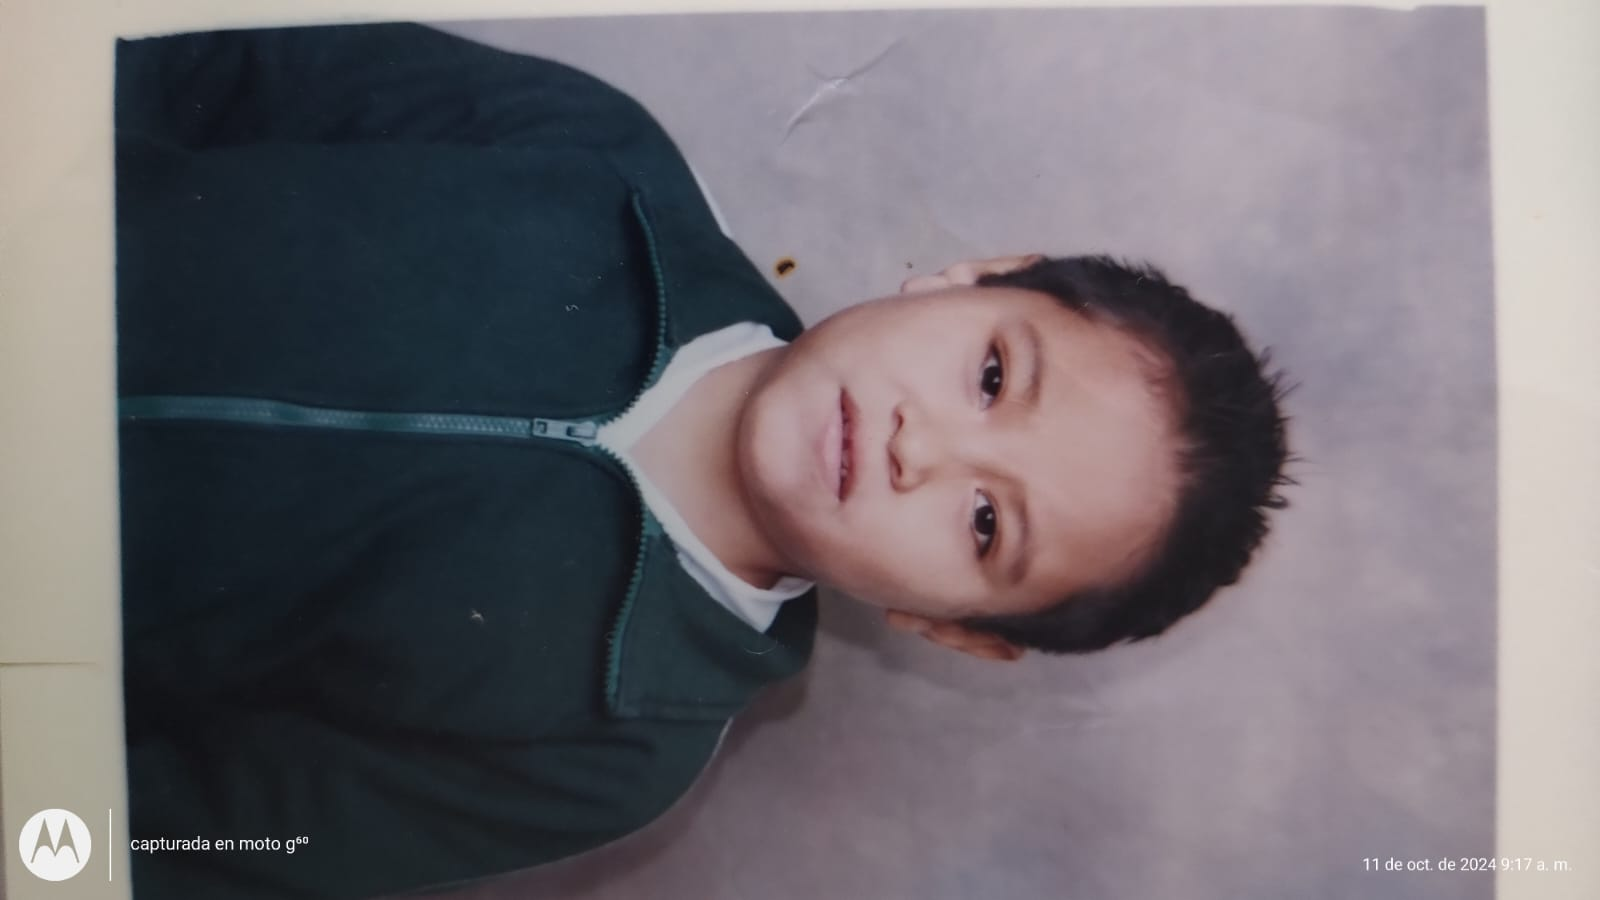 capturada en moto g⁶⁰
11 de oct. de 2024 9:17 a. m.